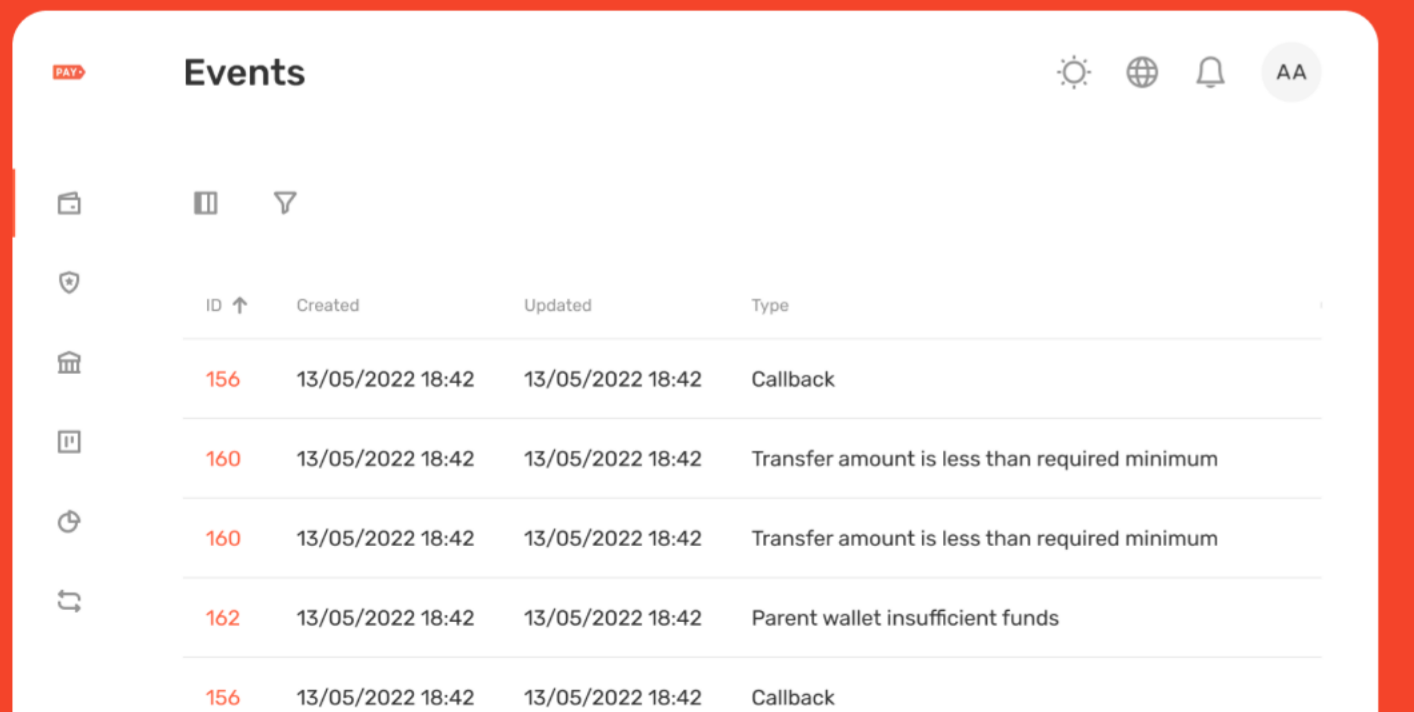 PAY
Events
AA
ID Created Updated Type
156 13/05/2022 18:42 13/05/2022 18:42 Callback
160 13/05/2022 18:42 13/05/2022 18:42 Transfer amount is less than required minimum
160 13/05/2022 18:42 13/05/2022 18:42 Transfer amount is less than required minimum
162 13/05/2022 18:42 13/05/2022 18:42 Parent wallet insufficient funds
156 13/05/2022 18:42 13/05/2022 18:42 Callback